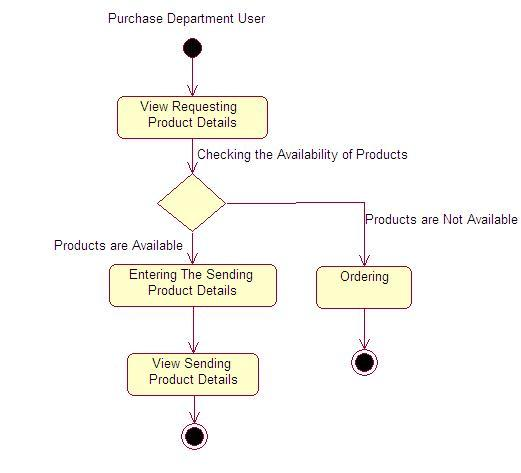 Purchase Department User
View Requesting
Product Details
Checking the Availability of Products
Products are Not Available
Products are Available
Entering The Sending
Product Details
Ordering
View Sending
Product Details